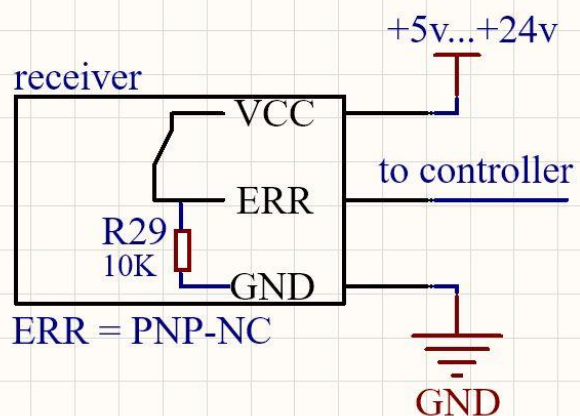 +5v...+24v
receiver
VCC
to controller
ERR
R29
10K
GND
ERR = PNP-NC
GND